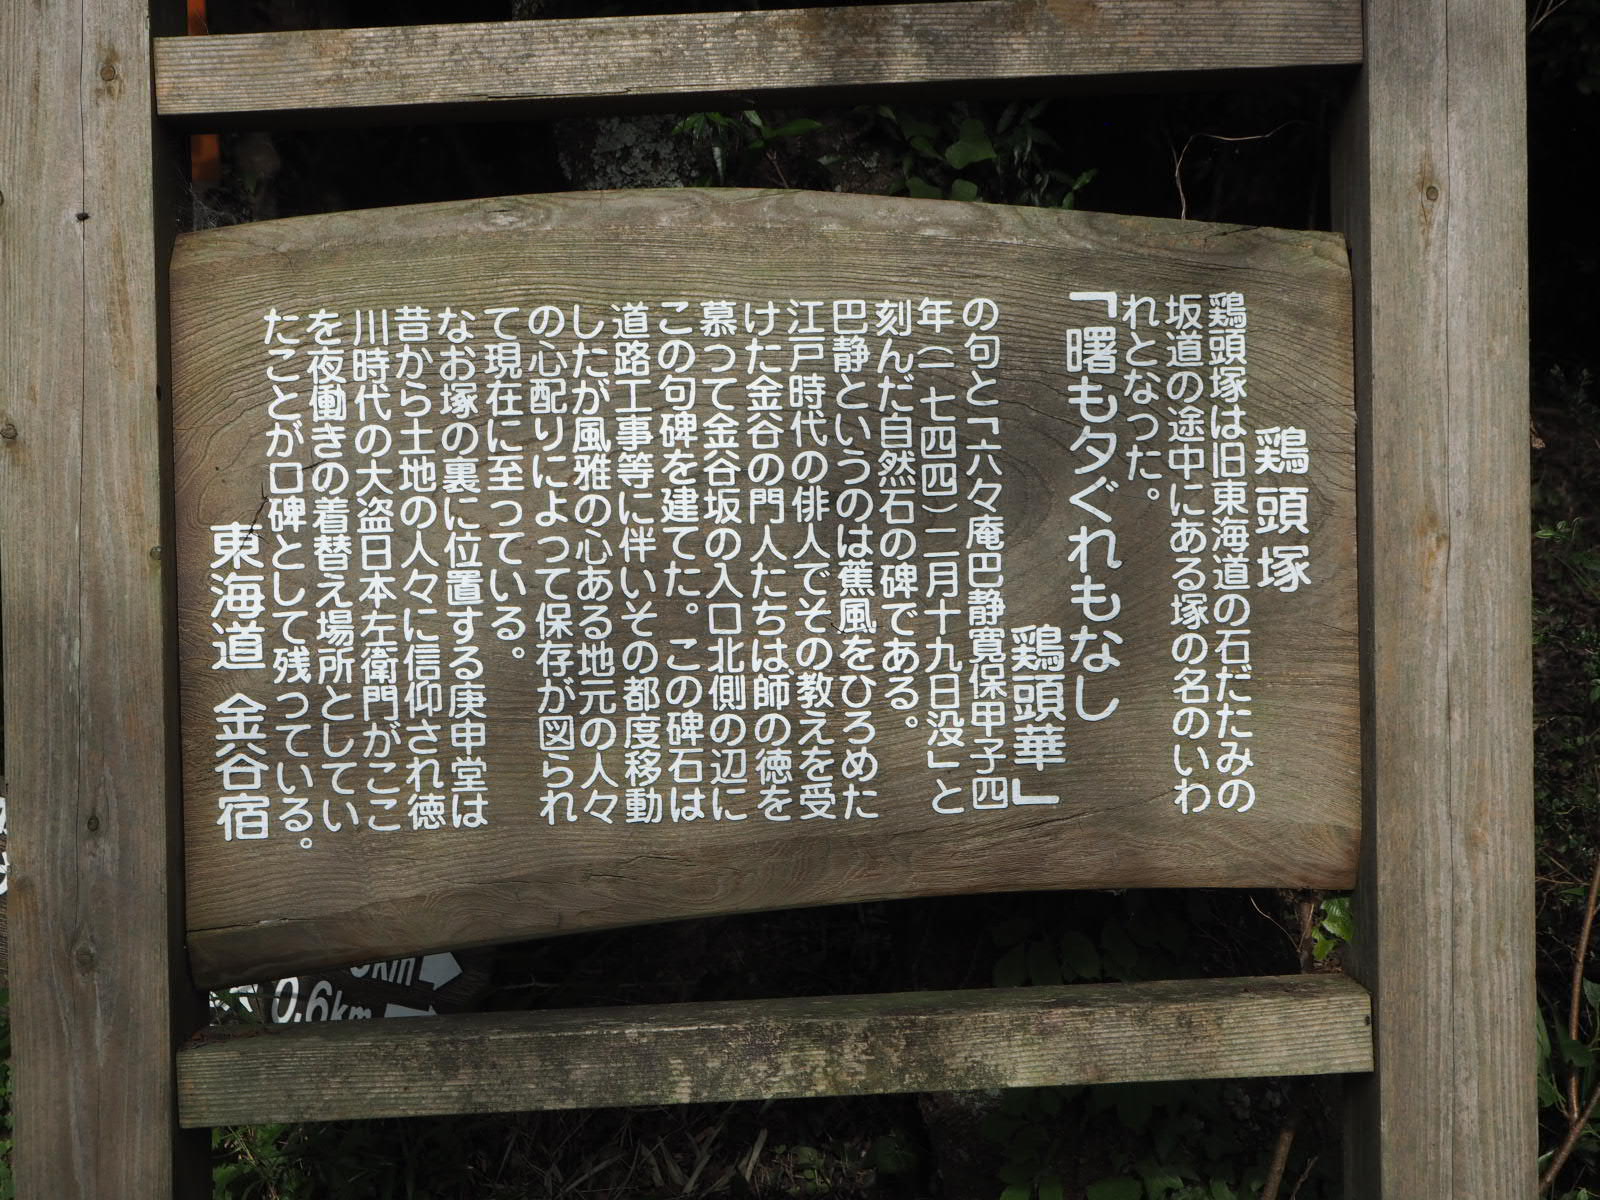 鶏頭塚
鶏頭塚は旧東海道の石だたみの
坂道の途中にある塚の名のいわ
れとなった。
「曙も夕ぐれもなし
鶏頭華」
の句と「六々庵巴静寛保甲子四
年(一七四四)二月十九日没」と
刻んだ自然石の碑である。
巴静というのは蕉風をひろめた
江戸時代の俳人でその教えを受
けた金谷の門人たちは師の徳を
慕って金谷坂の入口北側の辺に
この句碑を建てた。この碑石は
道路工事等に伴いその都度移動
したが風雅の心ある地元の人々
の心配りによって保存が図られ
て現在に至っている。
なお塚の裏に位置する庚申堂は
昔から土地の人々に信仰され徳
川時代の大盗日本左衛門がここ
を夜働きの着替え場所としてい
たことが口碑として残っている。
東海道 金谷宿
km
0.6km